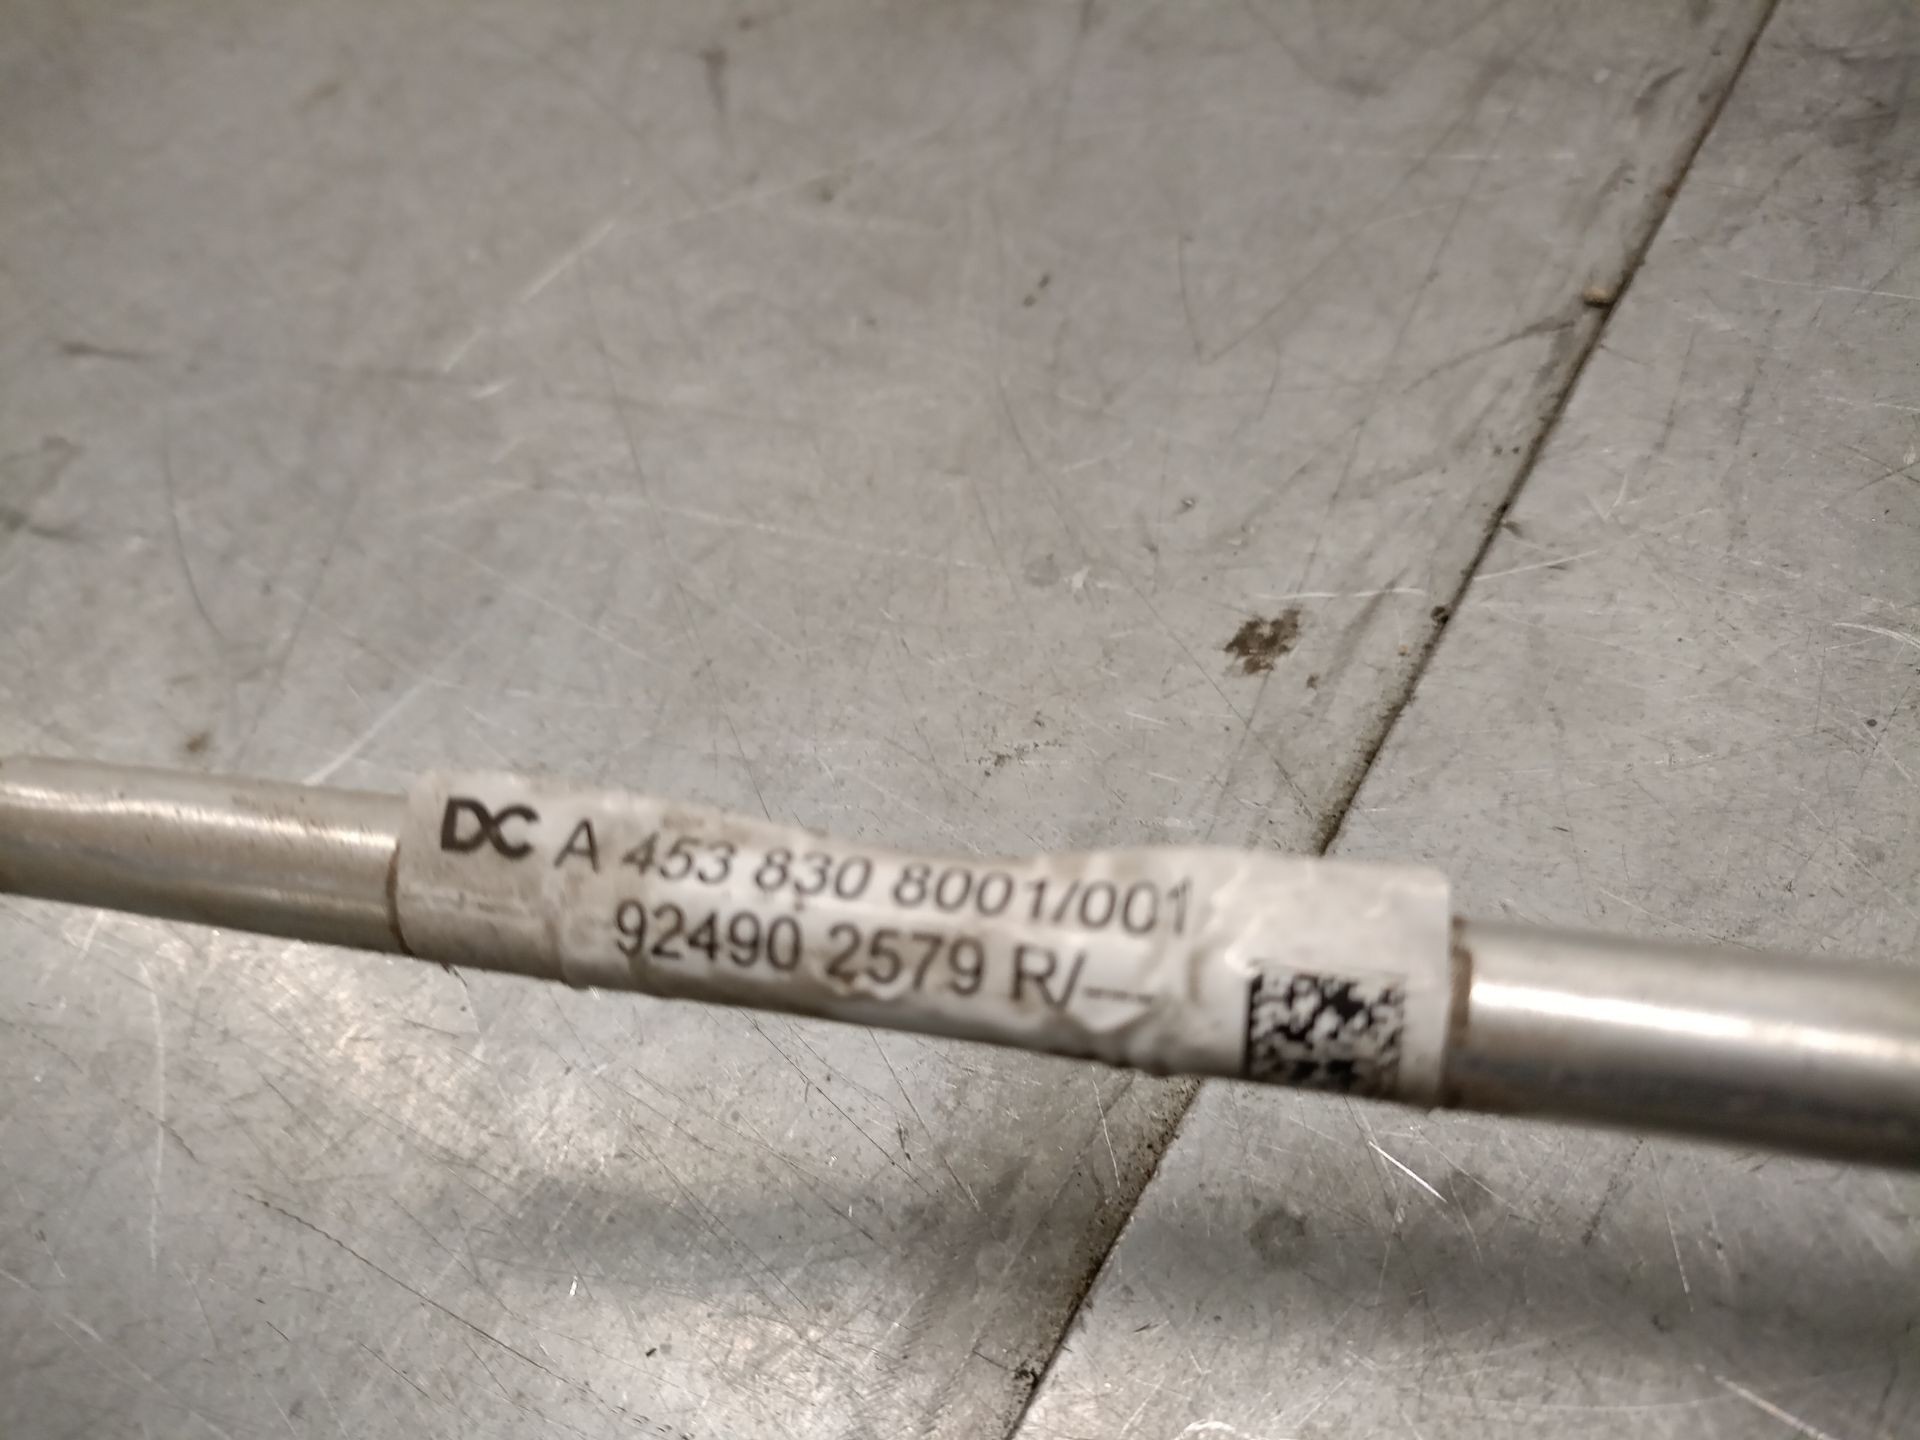 DC A 453 830 8001/001
92490 2579 R/----